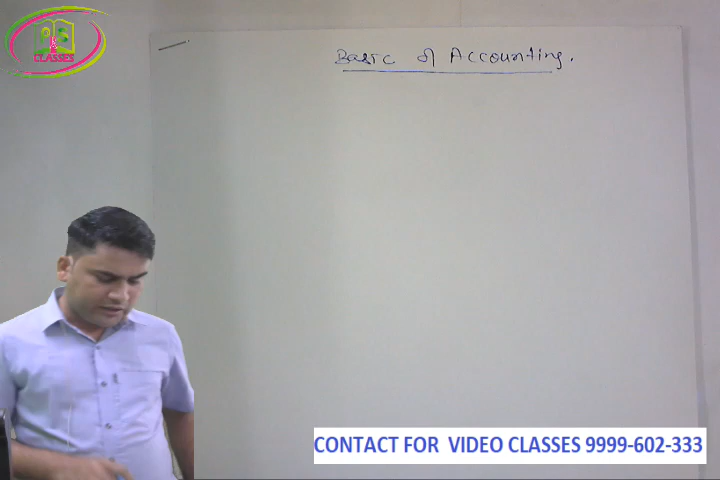 CLASSES
Basic of Accounting.
CONTACT FOR VIDEO CLASSES 9999-602-333